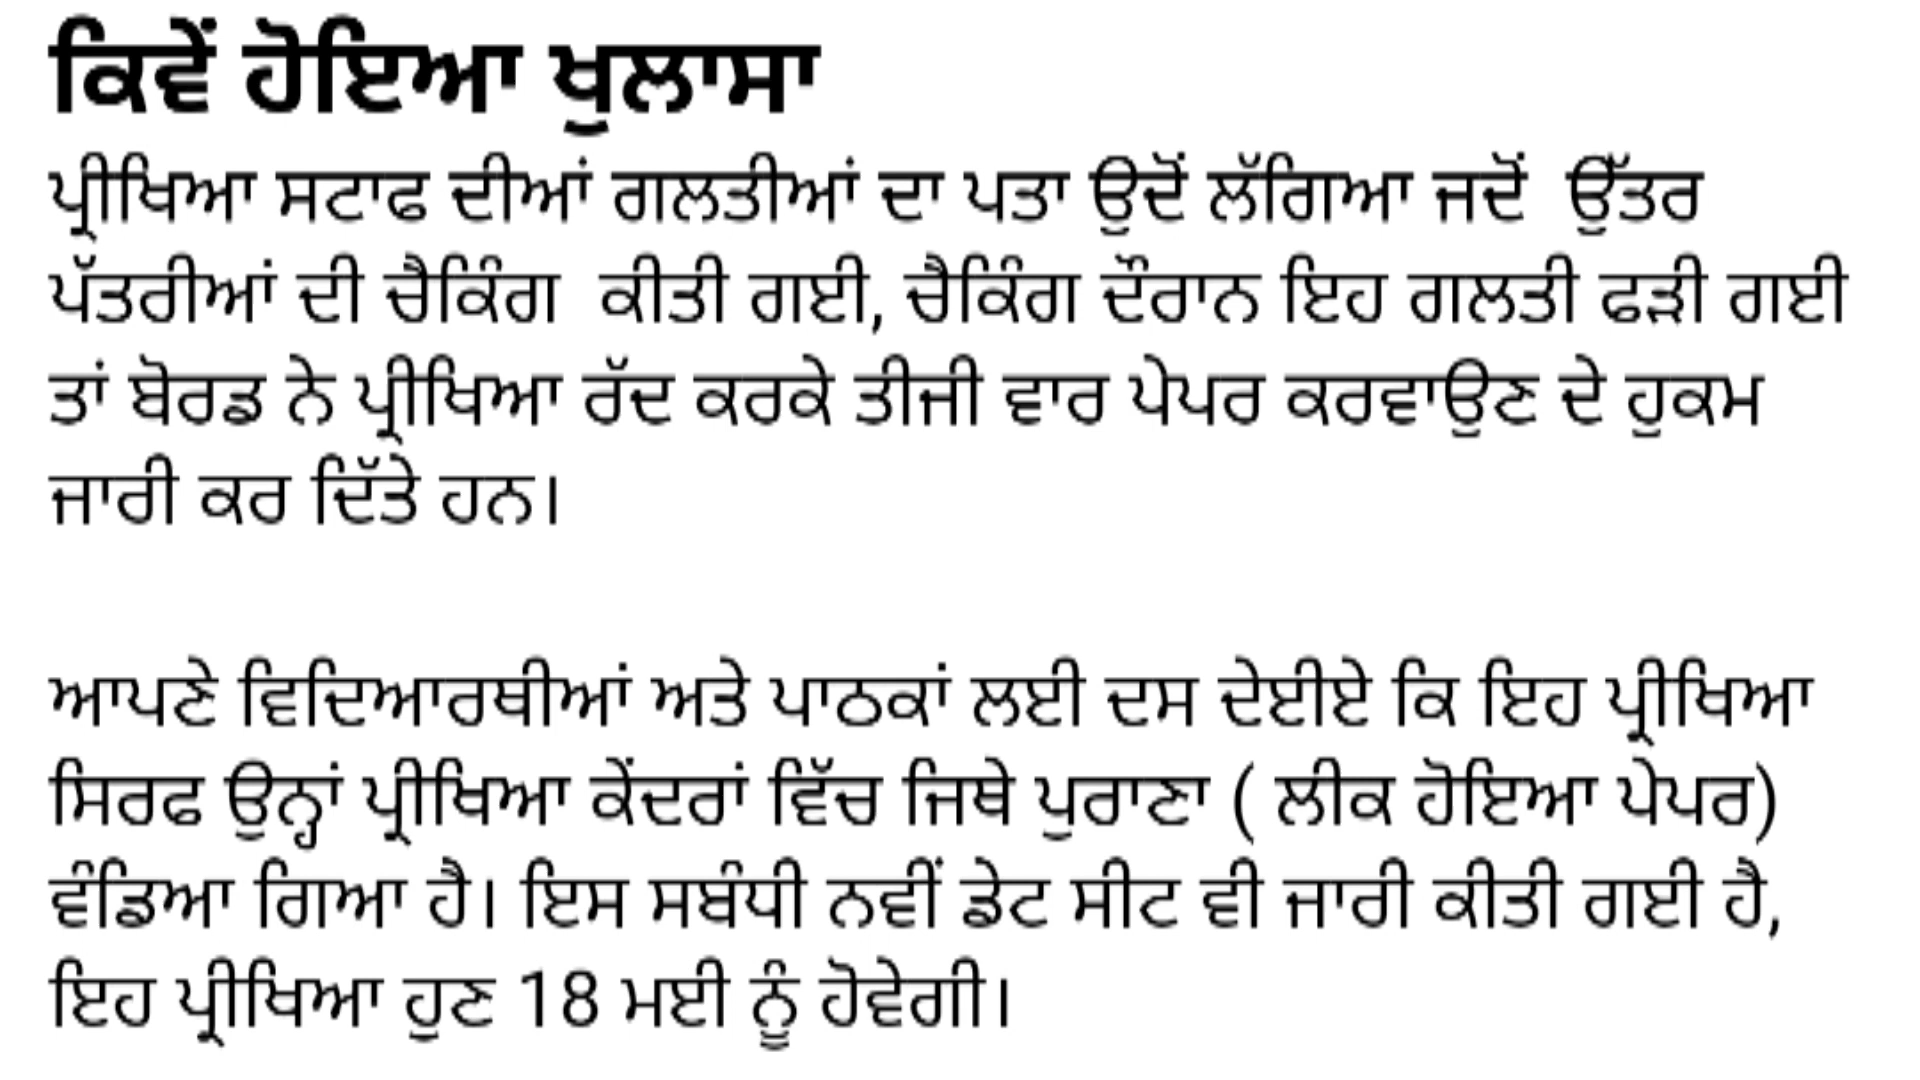 ਕਿਵੇਂ ਹੋਇਆ ਖੁਲਾਸਾ
ਪ੍ਰੀਖਿਆ ਸਟਾਫ ਦੀਆਂ ਗਲਤੀਆਂ ਦਾ ਪਤਾ ਉਦੋਂ ਲੱਗਿਆ ਜਦੋਂ ਉੱਤਰ
ਪੱਤਰੀਆਂ ਦੀ ਚੈਕਿੰਗ ਕੀਤੀ ਗਈ, ਚੈਕਿੰਗ ਦੌਰਾਨ ਇਹ ਗਲਤੀ ਫੜੀ ਗਈ
ਤਾਂ ਬੋਰਡ ਨੇ ਪ੍ਰੀਖਿਆ ਰੱਦ ਕਰਕੇ ਤੀਜੀ ਵਾਰ ਪੇਪਰ ਕਰਵਾਉਣ ਦੇ ਹੁਕਮ
ਜਾਰੀ ਕਰ ਦਿੱਤੇ ਹਨ।
ਆਪਣੇ ਵਿਦਿਆਰਥੀਆਂ ਅਤੇ ਪਾਠਕਾਂ ਲਈ ਦਸ ਦੇਈਏ ਕਿ ਇਹ ਪ੍ਰੀਖਿਆ
ਸਿਰਫ ਉਨ੍ਹਾਂ ਪ੍ਰੀਖਿਆ ਕੇਂਦਰਾਂ ਵਿੱਚ ਜਿਥੇ ਪੁਰਾਣਾ ( ਲੀਕ ਹੋਇਆ ਪੇਪਰ)
ਵੰਡਿਆ ਗਿਆ ਹੈ। ਇਸ ਸਬੰਧੀ ਨਵੀਂ ਡੇਟ ਸੀਟ ਵੀ ਜਾਰੀ ਕੀਤੀ ਗਈ ਹੈ,
ਇਹ ਪ੍ਰੀਖਿਆ ਹੁਣ 18 ਮਈ ਨੂੰ ਹੋਵੇਗੀ।